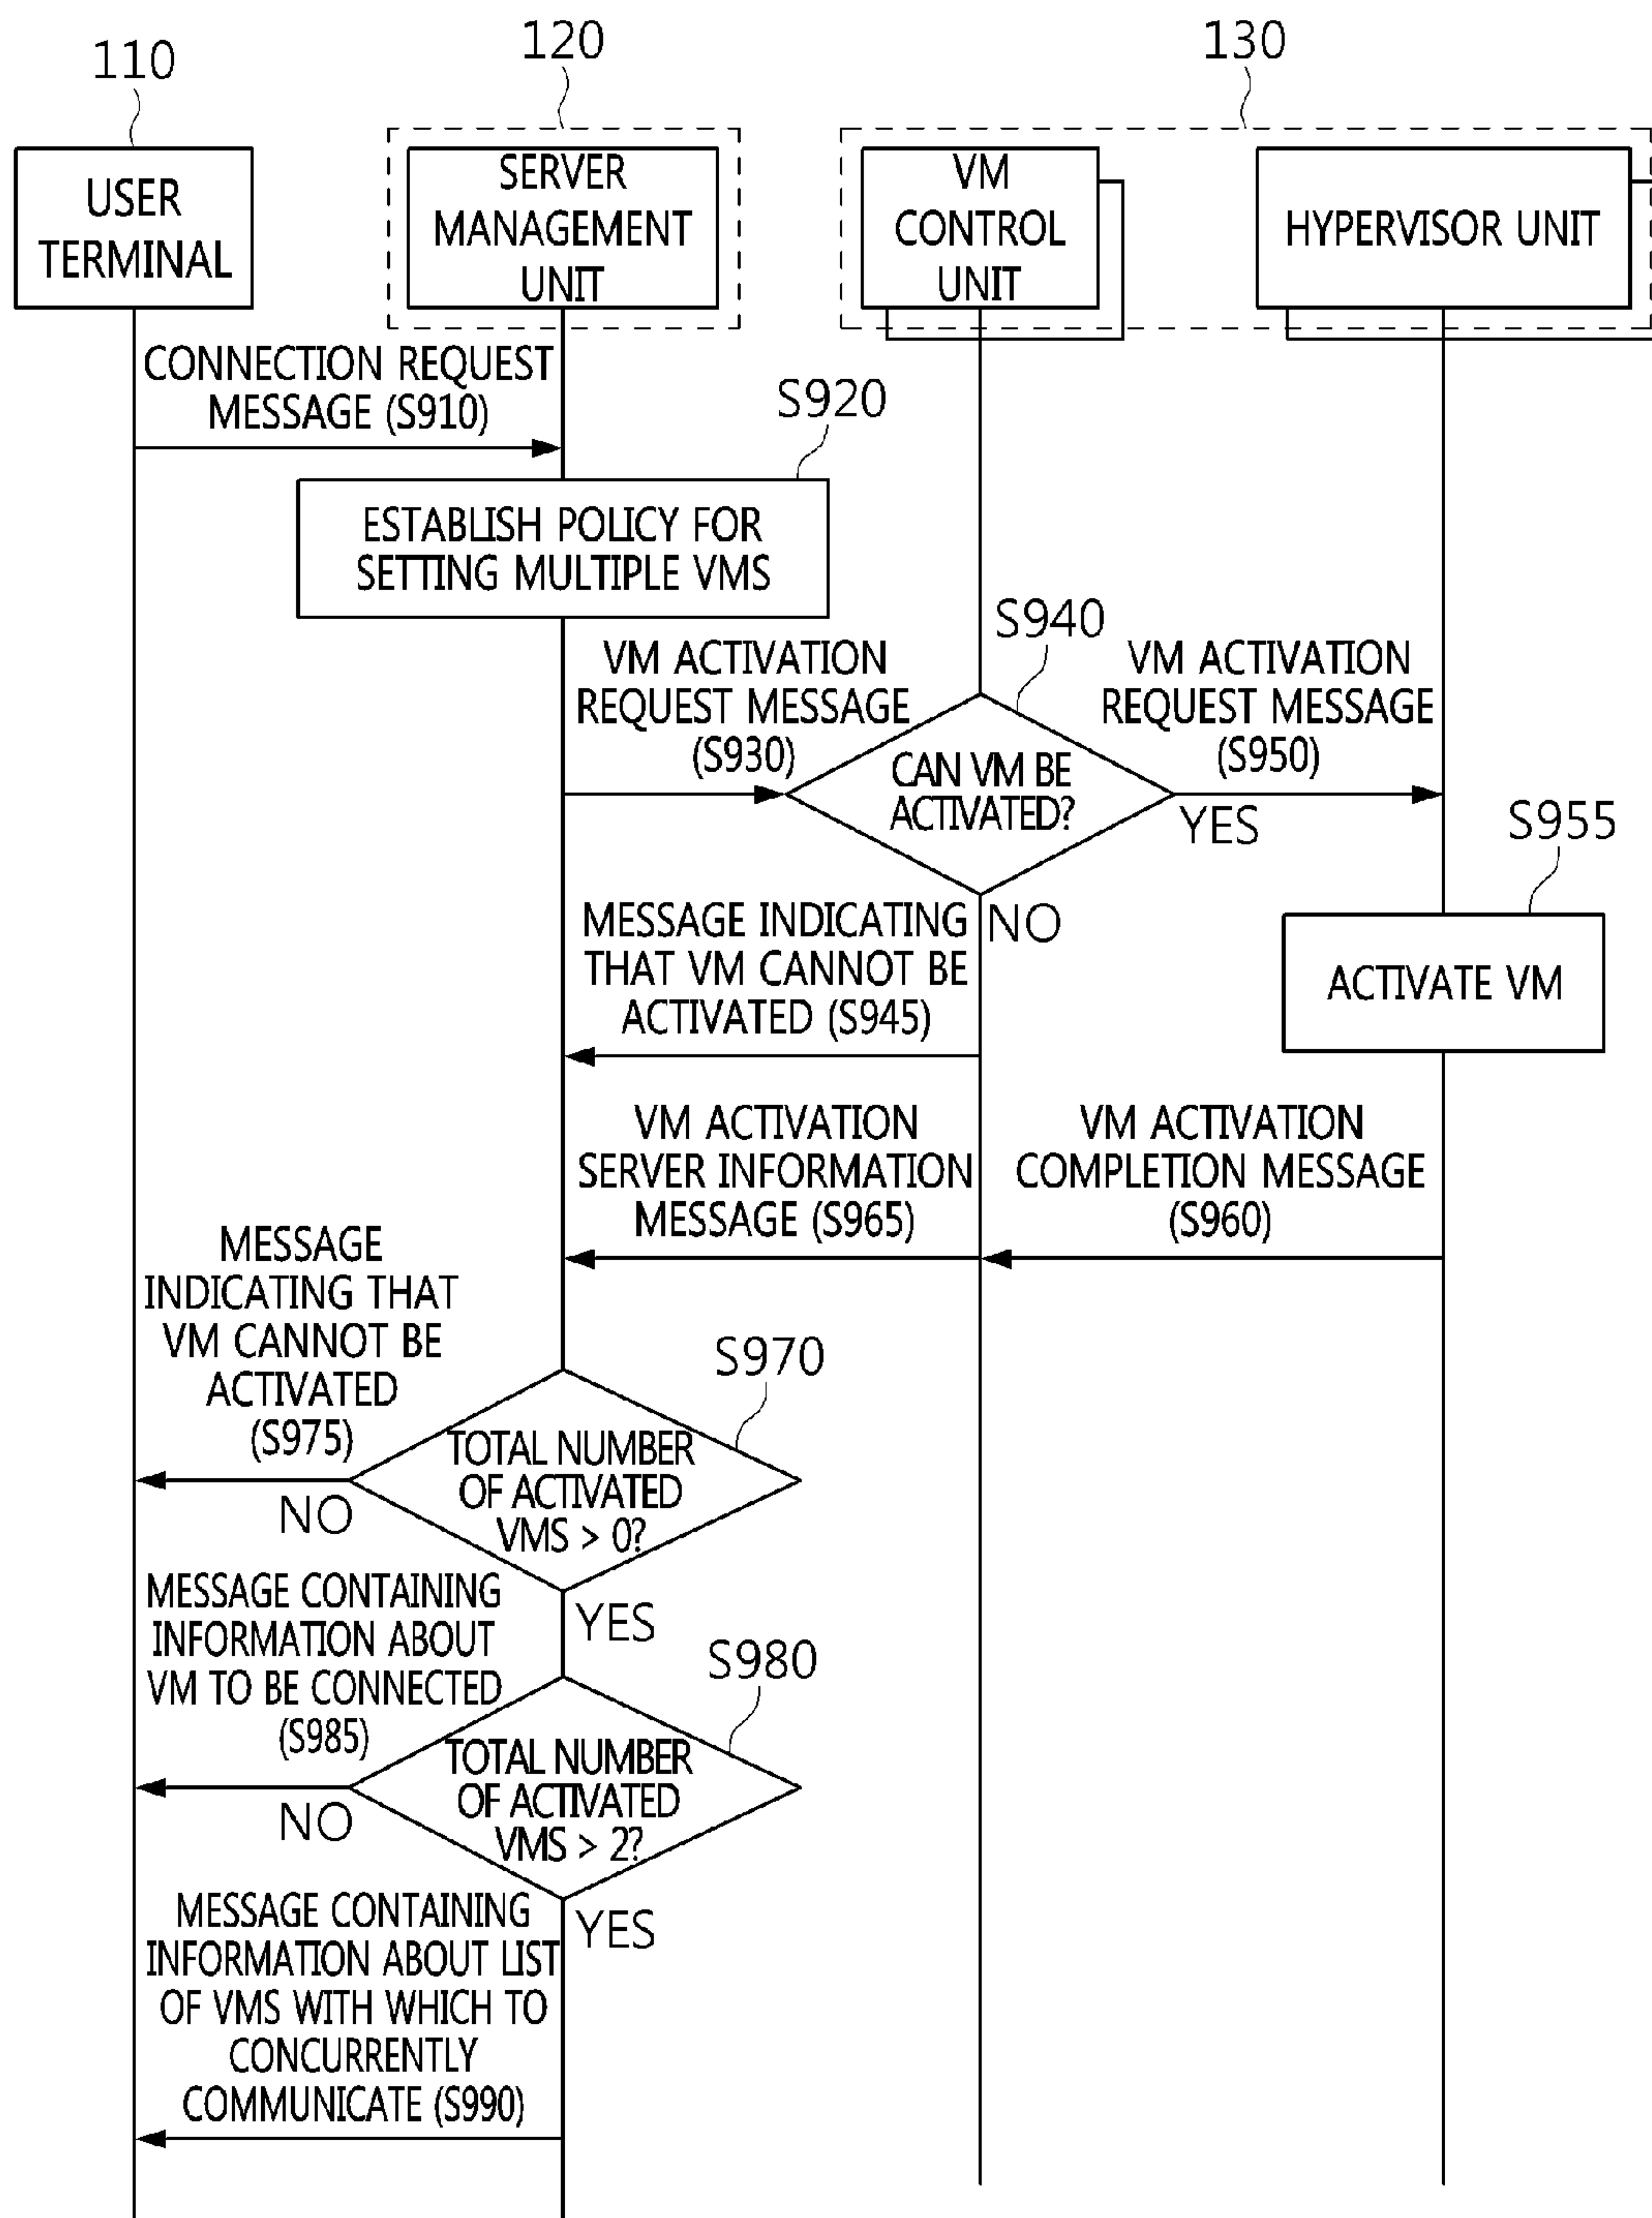 110
120
130
USER
TERMINAL
SERVER
MANAGEMENT
UNIT
VM
CONTROL
UNIT
HYPERVISOR UNIT
CONNECTION REQUEST
MESSAGE (S910)
S920
ESTABLISH POLICY FOR
SETTING MULTIPLE VMS
VM ACTIVATION
REQUEST MESSAGE
(S930)
S940
CAN VM BE
ACTIVATED?
VM ACTIVATION
REQUEST MESSAGE
(S950)
YES
NO
S955
ACTIVATE VM
MESSAGE INDICATING
THAT VM CANNOT BE
ACTIVATED (S945)
VM ACTIVATION
SERVER INFORMATION
MESSAGE (S965)
VM ACTIVATION
COMPLETION MESSAGE
(S960)
MESSAGE
INDICATING THAT
VM CANNOT BE
ACTIVATED
(S975)
S970
TOTAL NUMBER
OF ACTIVATED
VMS > 0?
NO
YES
MESSAGE CONTAINING
INFORMATION ABOUT
VM TO BE CONNECTED
(S985)
S980
TOTAL NUMBER
OF ACTIVATED
VMS > 2?
NO
YES
MESSAGE CONTAINING
INFORMATION ABOUT LIST
OF VMS WITH WHICH TO
CONCURRENTLY
COMMUNICATE (S990)